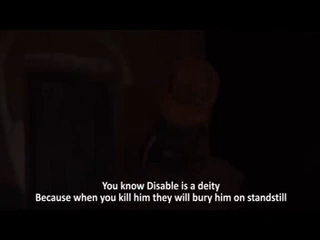 You know Disable is a deity
Because when you kill him they will bury him on standstill